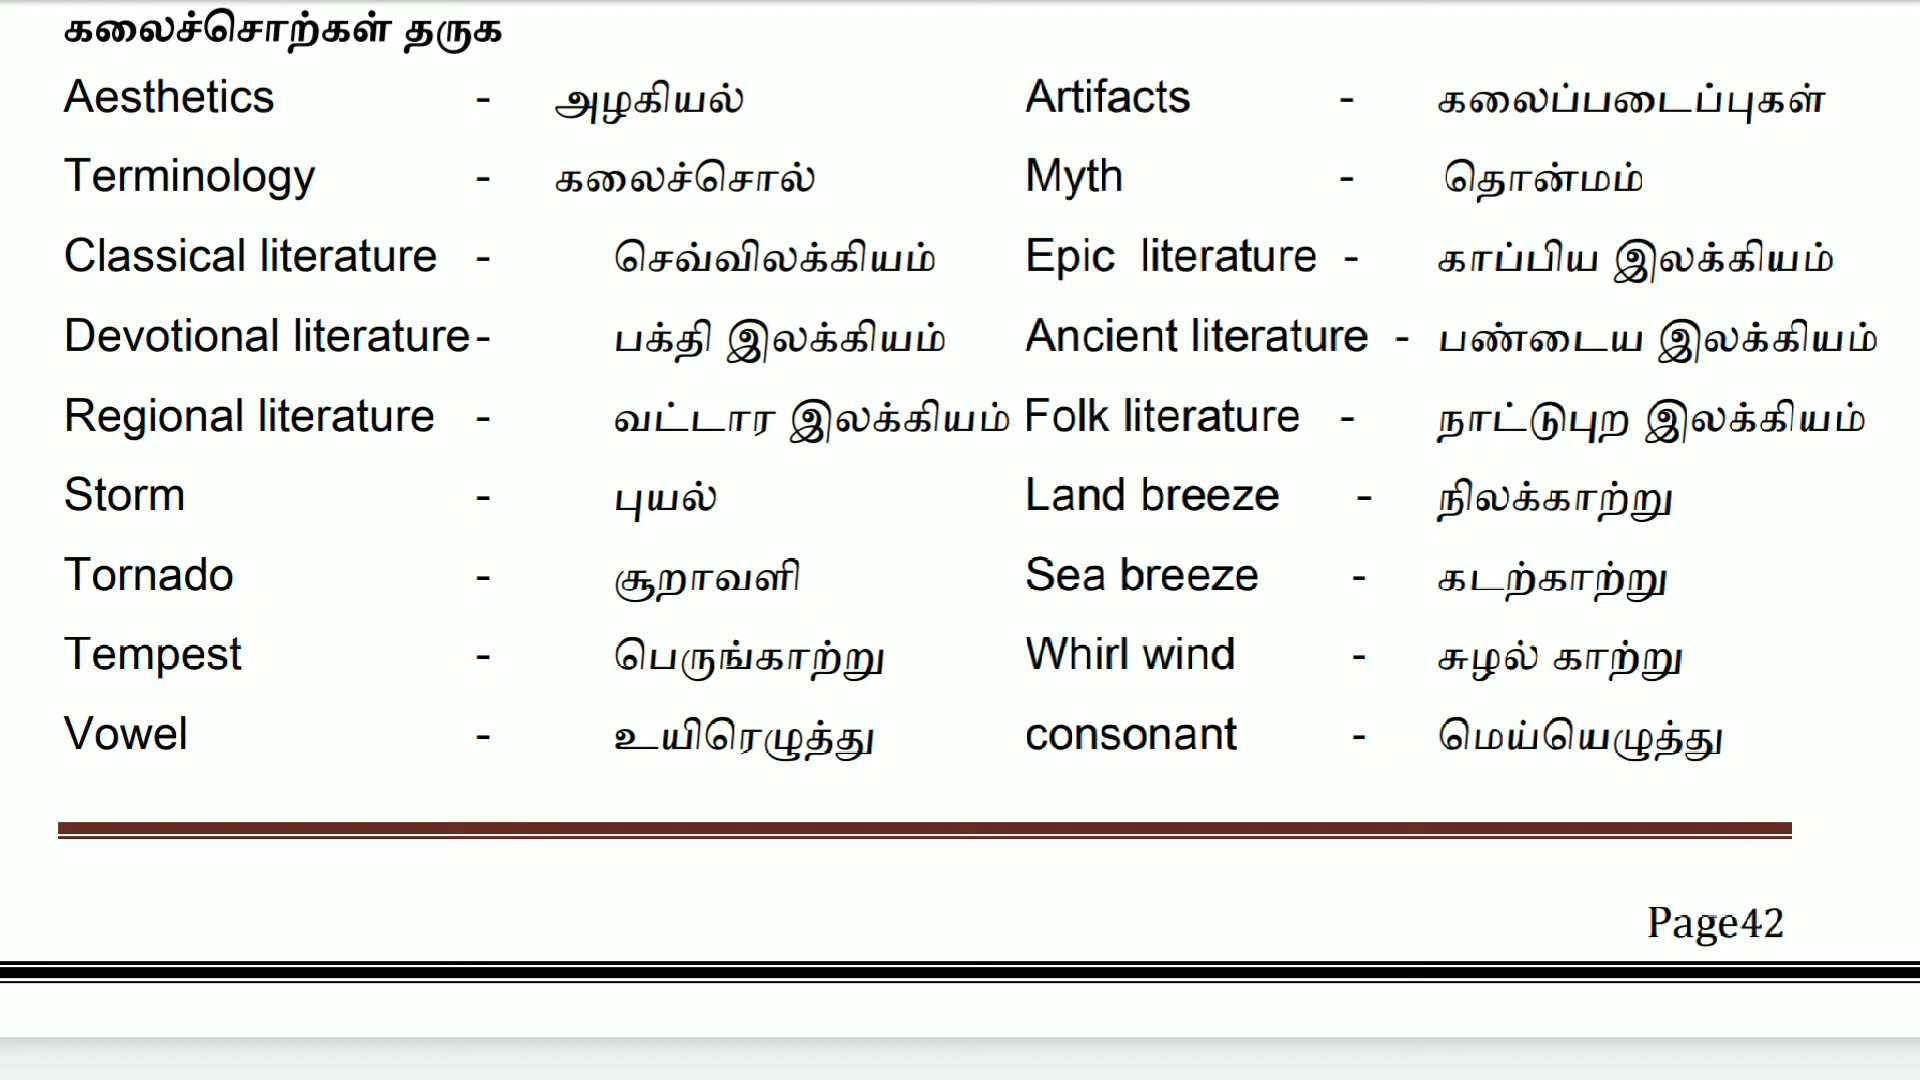 கலைச்சொற்கள் தருக
Aesthetics - அழகியல் Artifacts - கலைப்படைப்புகள்
Terminology - கலைச்சொல் Myth - தொன்மம்
Classical literature - செவ்விலக்கியம் Epic literature - காப்பிய இலக்கியம்
Devotional literature - பக்தி இலக்கியம் Ancient literature - பண்டைய இலக்கியம்
Regional literature - வட்டார இலக்கியம் Folk literature - நாட்டுபுற இலக்கியம்
Storm - புயல் Land breeze - நிலக்காற்று
Tornado - சூறாவளி Sea breeze - கடற்காற்று
Tempest - பெருங்காற்று Whirl wind - சுழல் காற்று
Vowel - உயிரெழுத்து consonant - மெய்யெழுத்து
Page42